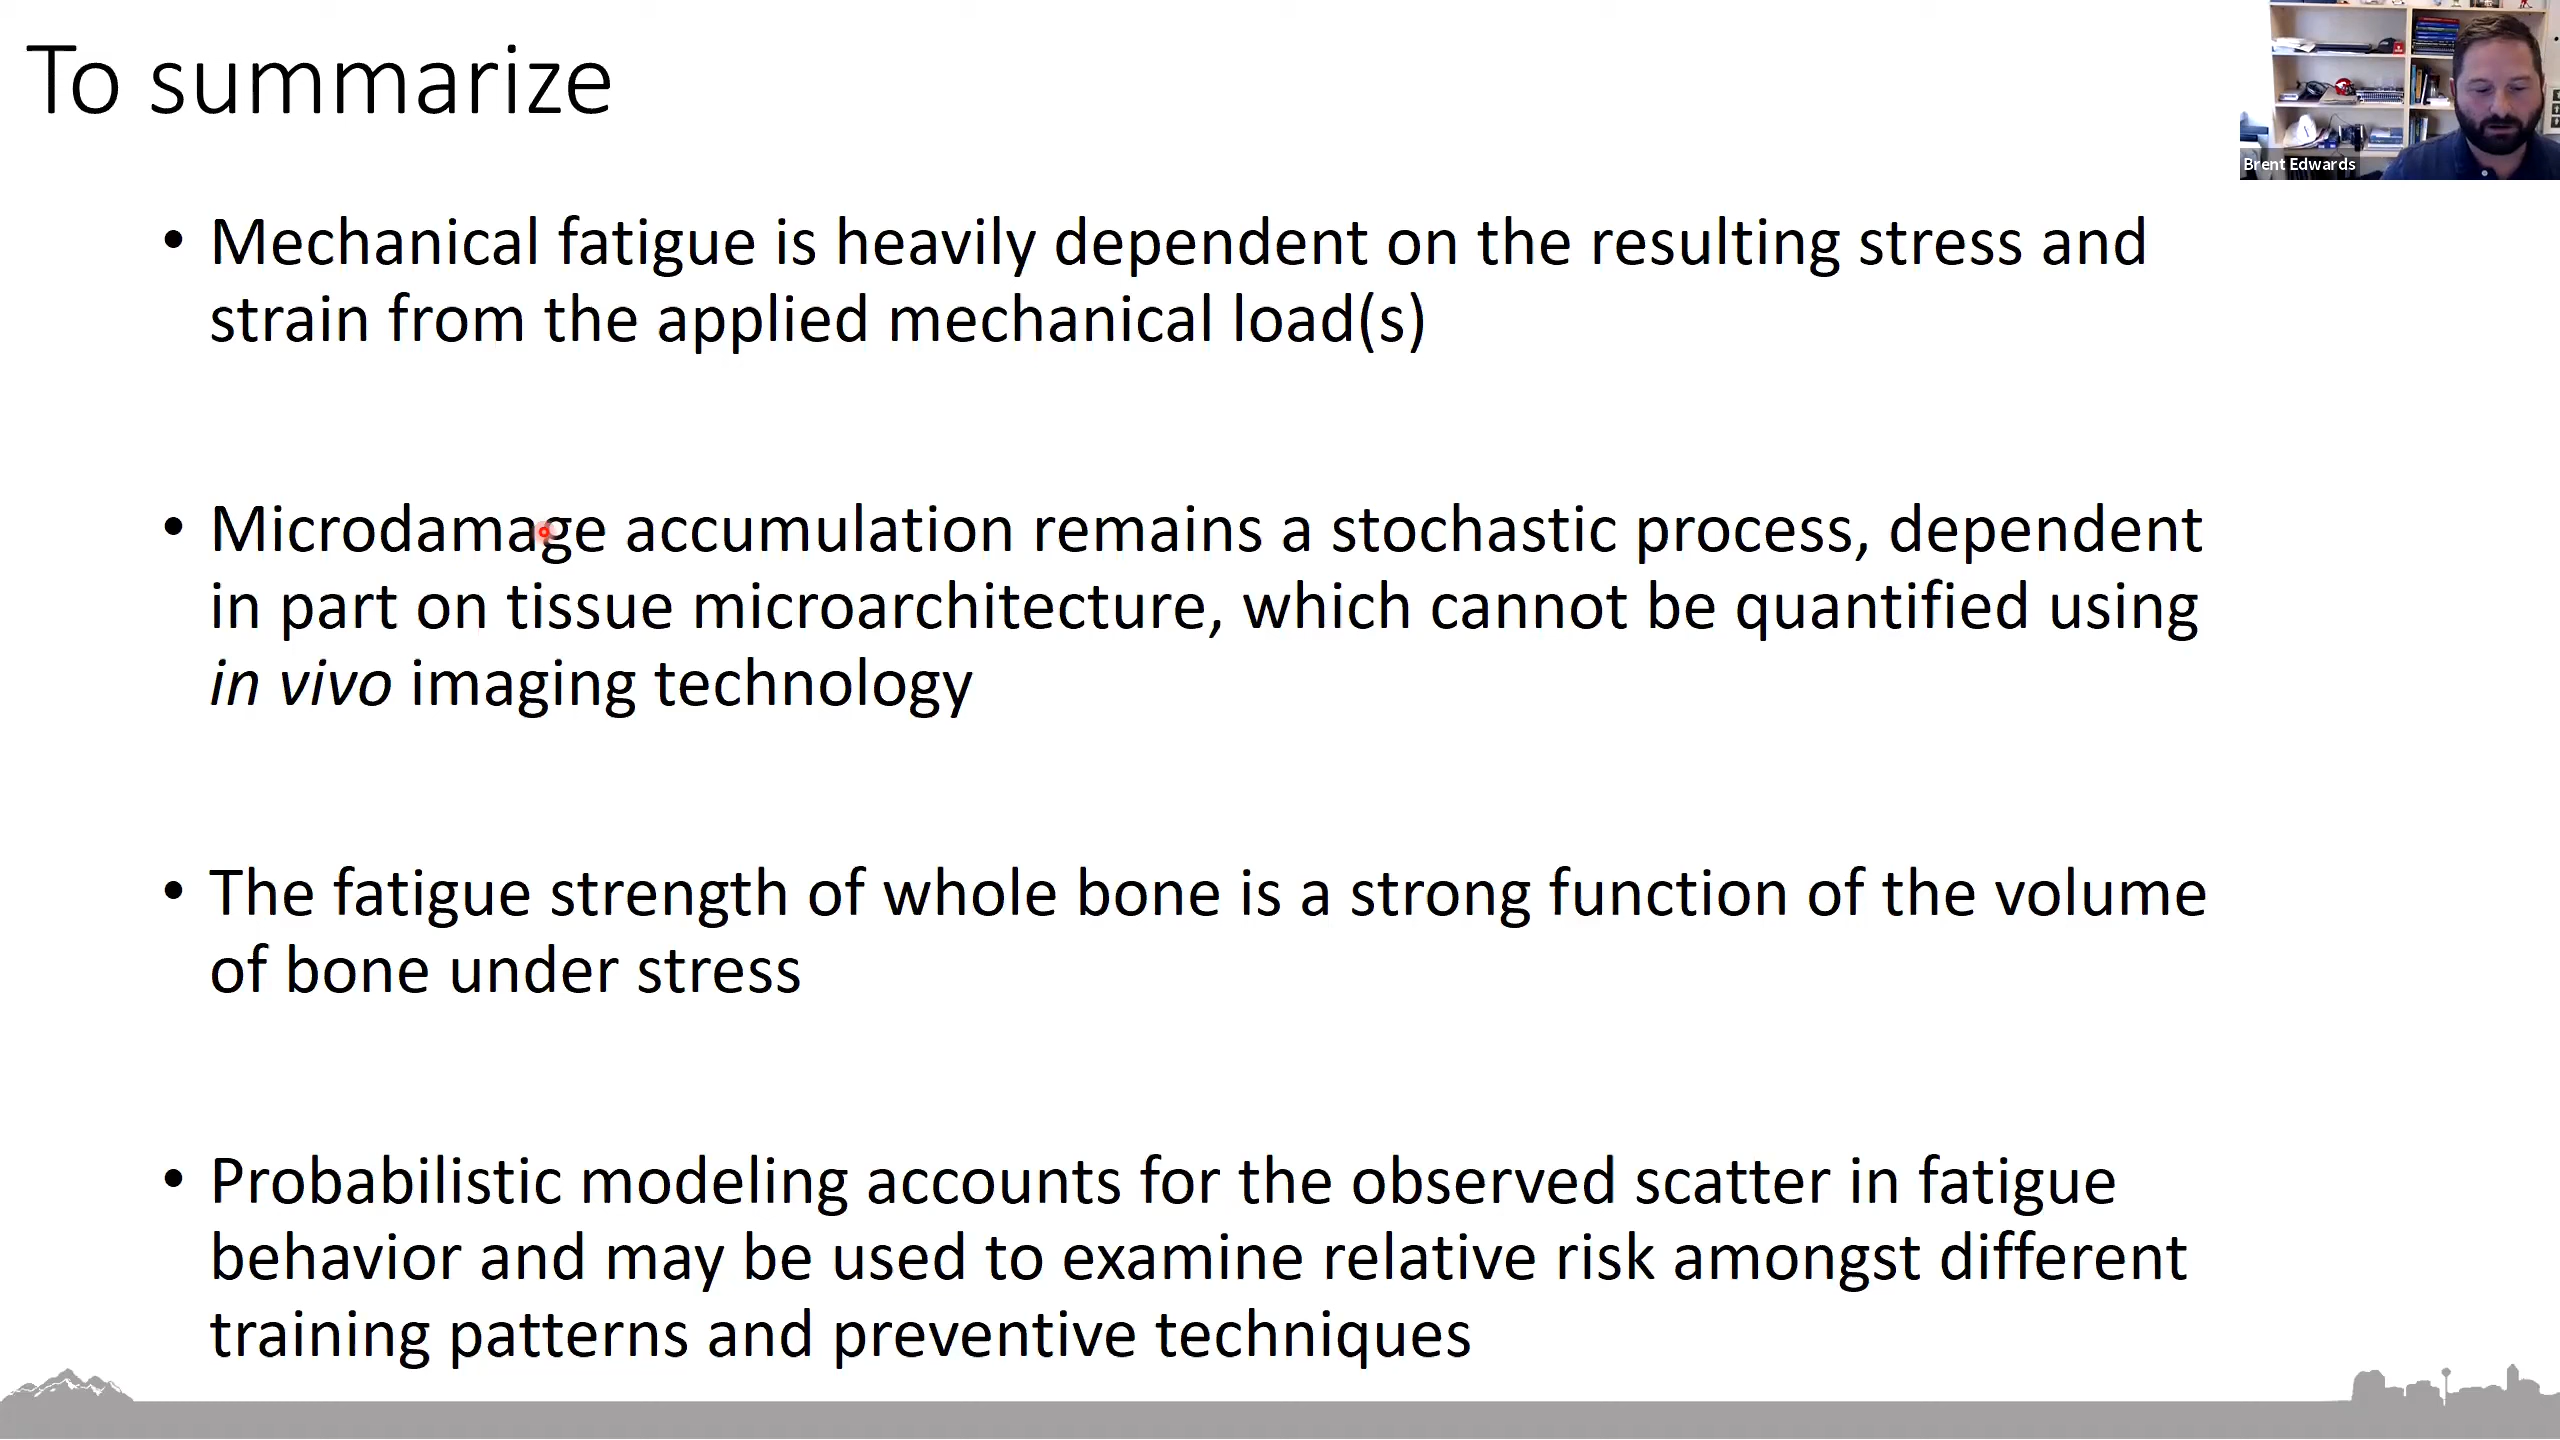 To summarize
Brent Edwards
• Mechanical fatigue is heavily dependent on the resulting stress and
strain from the applied mechanical load(s)
• Microdamage accumulation remains a stochastic process, dependent
in part on tissue microarchitecture, which cannot be quantified using
in vivo imaging technology
• The fatigue strength of whole bone is a strong function of the volume
of bone under stress
• Probabilistic modeling accounts for the observed scatter in fatigue
behavior and may be used to examine relative risk amongst different
training patterns and preventive techniques